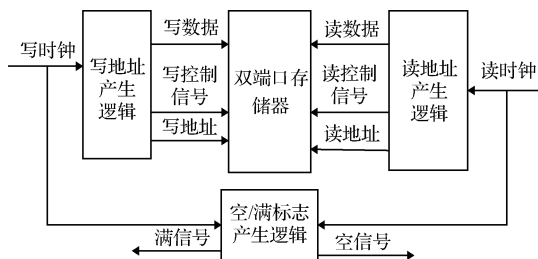 写时钟
写地址
产生
逻辑
写数据
写控制
信号
写地址
双端口存
储器
读数据
读控制
信号
读地址
读地址
产生
逻辑
读时钟
空/满标志
产生逻辑
满信号
空信号